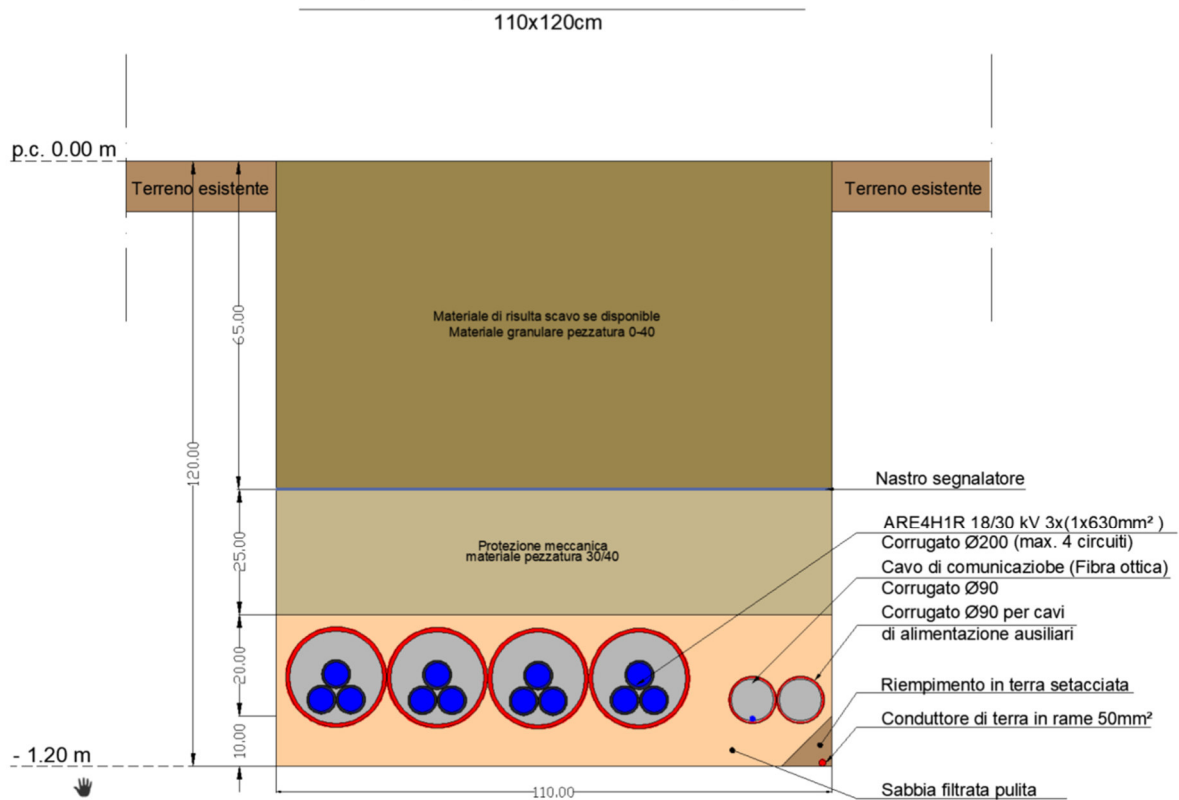 110x120cm
p.c. 0.00 m
Terreno esistente
Terreno esistente
65.00
Materiale di risulta scavo se disponible
Materiale granulare pezzatura 0-40
120.00
Nastro segnalatore
25.00
Protezione meccanica
materiale pezzatura 30/40
ARE4H1R 18/30 kV 3x(1x630mm² )
Corrugato Ø200 (max. 4 circuiti)
Cavo di comunicaziobe (Fibra ottica)
Corrugato Ø90
Corrugato Ø90 per cavi
di alimentazione ausiliari
20.00
Riempimento in terra setacciata
Conduttore di terra in rame 50mm²
10.00
- 1.20 m
Sabbia filtrata pulita
110.00